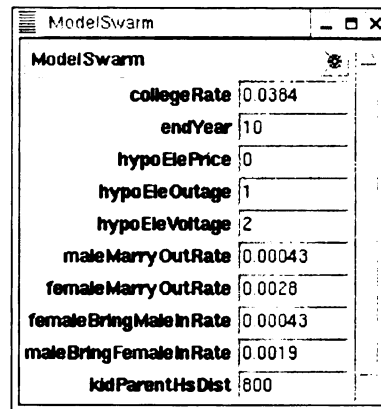 ModelSwarm
ModelSwarm
collegeRate 0.0384
endYear 10
hypoElePrice 0
hypoEleOutage 1
hypoEleVoltage 2
maleMarryOutRate 0.00043
femaleMarryOutRate 0.0028
femaleBringMaleInRate 0.00043
maleBringFemaleInRate 0.0019
kidParentHsDist 800